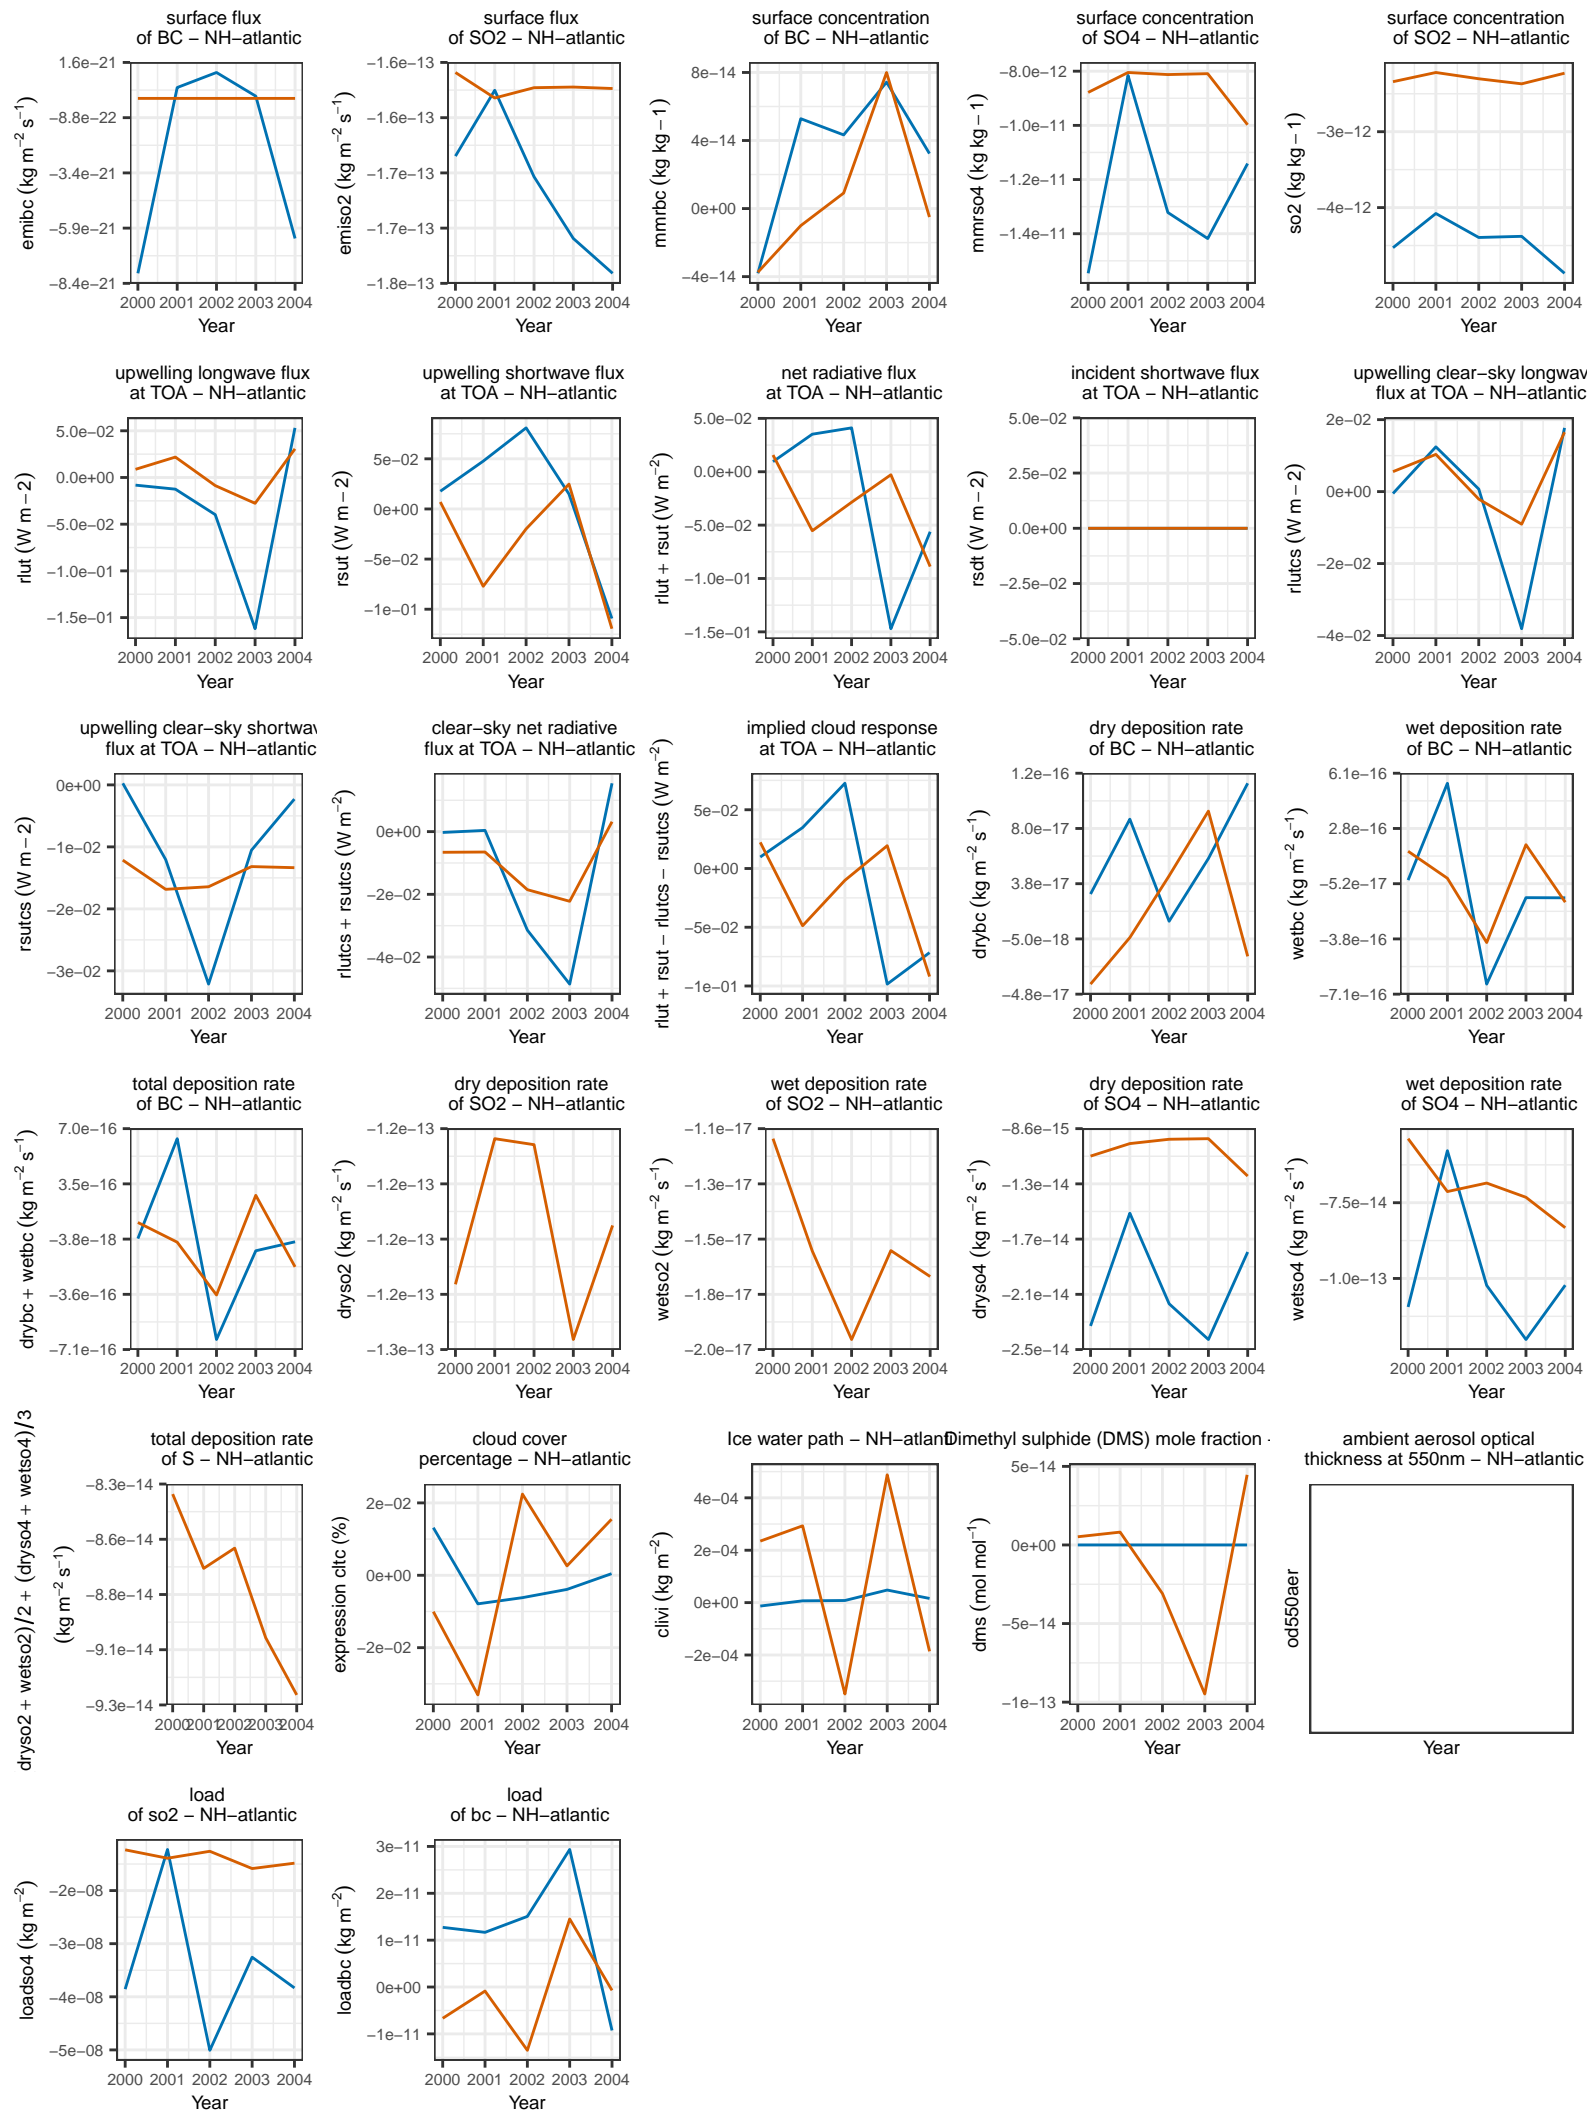 surface flux
of BC − NH−atlantic
emibc (kg m−2 s−1)
1.6e−21
−8.8e−22
−3.4e−21
−5.9e−21
−8.4e−21
2000 2001 2002 2003 2004
Year
surface flux
of SO2 − NH−atlantic
emiso2 (kg m−2 s−1)
−1.6e−13
−1.6e−13
−1.7e−13
−1.7e−13
−1.8e−13
2000 2001 2002 2003 2004
Year
surface concentration
of BC − NH−atlantic
mmrbc (kg kg − 1)
8e−14
4e−14
0e+00
−4e−14
2000 2001 2002 2003 2004
Year
surface concentration
of SO4 − NH−atlantic
mmrso4 (kg kg − 1)
−8.0e−12
−1.0e−11
−1.2e−11
−1.4e−11
2000 2001 2002 2003 2004
Year
surface concentration
of SO2 − NH−atlantic
so2 (kg kg − 1)
−3e−12
−4e−12
2000 2001 2002 2003 2004
Year
upwelling longwave flux
at TOA − NH−atlantic
rlut (W m − 2)
5.0e−02
0.0e+00
−5.0e−02
−1.0e−01
−1.5e−01
2000 2001 2002 2003 2004
Year
upwelling shortwave flux
at TOA − NH−atlantic
rsut (W m − 2)
5e−02
0e+00
−5e−02
−1e−01
2000 2001 2002 2003 2004
Year
net radiative flux
at TOA − NH−atlantic
rlut + rsut (W m−2)
5.0e−02
0.0e+00
−5.0e−02
−1.0e−01
−1.5e−01
2000 2001 2002 2003 2004
Year
incident shortwave flux
at TOA − NH−atlantic
rsdt (W m − 2)
5.0e−02
2.5e−02
0.0e+00
−2.5e−02
−5.0e−02
2000 2001 2002 2003 2004
Year
upwelling clear−sky longwav
flux at TOA − NH−atlantic
rlutcs (W m − 2)
2e−02
0e+00
−2e−02
−4e−02
2000 2001 2002 2003 2004
Year
upwelling clear−sky shortwav
flux at TOA − NH−atlantic
rsutcs (W m − 2)
0e+00
−1e−02
−2e−02
−3e−02
2000 2001 2002 2003 2004
Year
clear−sky net radiative
flux at TOA − NH−atlantic
rlutcs + rsutcs (W m−2)
0e+00
−2e−02
−4e−02
2000 2001 2002 2003 2004
Year
implied cloud response
at TOA − NH−atlantic
rlut + rsut − rlutcs − rsutcs (W m−2)
5e−02
0e+00
−5e−02
−1e−01
2000 2001 2002 2003 2004
Year
dry deposition rate
of BC − NH−atlantic
drybc (kg m−2 s−1)
1.2e−16
8.0e−17
3.8e−17
−5.0e−18
−4.8e−17
2000 2001 2002 2003 2004
Year
wet deposition rate
of BC − NH−atlantic
wetbc (kg m−2 s−1)
6.1e−16
2.8e−16
−5.2e−17
−3.8e−16
−7.1e−16
2000 2001 2002 2003 2004
Year
total deposition rate
of BC − NH−atlantic
drybc + wetbc (kg m−2 s−1)
7.0e−16
3.5e−16
−3.8e−18
−3.6e−16
−7.1e−16
2000 2001 2002 2003 2004
Year
dry deposition rate
of SO2 − NH−atlantic
dryso2 (kg m−2 s−1)
−1.2e−13
−1.2e−13
−1.2e−13
−1.2e−13
−1.3e−13
2000 2001 2002 2003 2004
Year
wet deposition rate
of SO2 − NH−atlantic
wetso2 (kg m−2 s−1)
−1.1e−17
−1.3e−17
−1.5e−17
−1.8e−17
−2.0e−17
2000 2001 2002 2003 2004
Year
dry deposition rate
of SO4 − NH−atlantic
dryso4 (kg m−2 s−1)
−8.6e−15
−1.3e−14
−1.7e−14
−2.1e−14
−2.5e−14
2000 2001 2002 2003 2004
Year
wet deposition rate
of SO4 − NH−atlantic
wetso4 (kg m−2 s−1)
−7.5e−14
−1.0e−13
2000 2001 2002 2003 2004
Year
total deposition rate
of S − NH−atlantic
dryso2 + wetso2)/2 + (dryso4 + wetso4)/3
(kg m−2 s−1)
−8.3e−14
−8.6e−14
−8.8e−14
−9.1e−14
−9.3e−14
2000 2001 2002 2003 2004
Year
cloud cover
percentage − NH−atlantic
expression cltc (%)
2e−02
0e+00
−2e−02
2000 2001 2002 2003 2004
Year
Ice water path − NH−atlanti
clivi (kg m−2)
4e−04
2e−04
0e+00
−2e−04
2000 2001 2002 2003 2004
Year
Dimethyl sulphide (DMS) mole fraction -
dms (mol mol−1)
5e−14
0e+00
−5e−14
−1e−13
2000 2001 2002 2003 2004
Year
ambient aerosol optical
thickness at 550nm − NH−atlantic
od550aer
Year
load
of so2 − NH−atlantic
loadso4 (kg m−2)
−2e−08
−3e−08
−4e−08
−5e−08
2000 2001 2002 2003 2004
Year
load
of bc − NH−atlantic
loadbc (kg m−2)
3e−11
2e−11
1e−11
0e+00
−1e−11
2000 2001 2002 2003 2004
Year